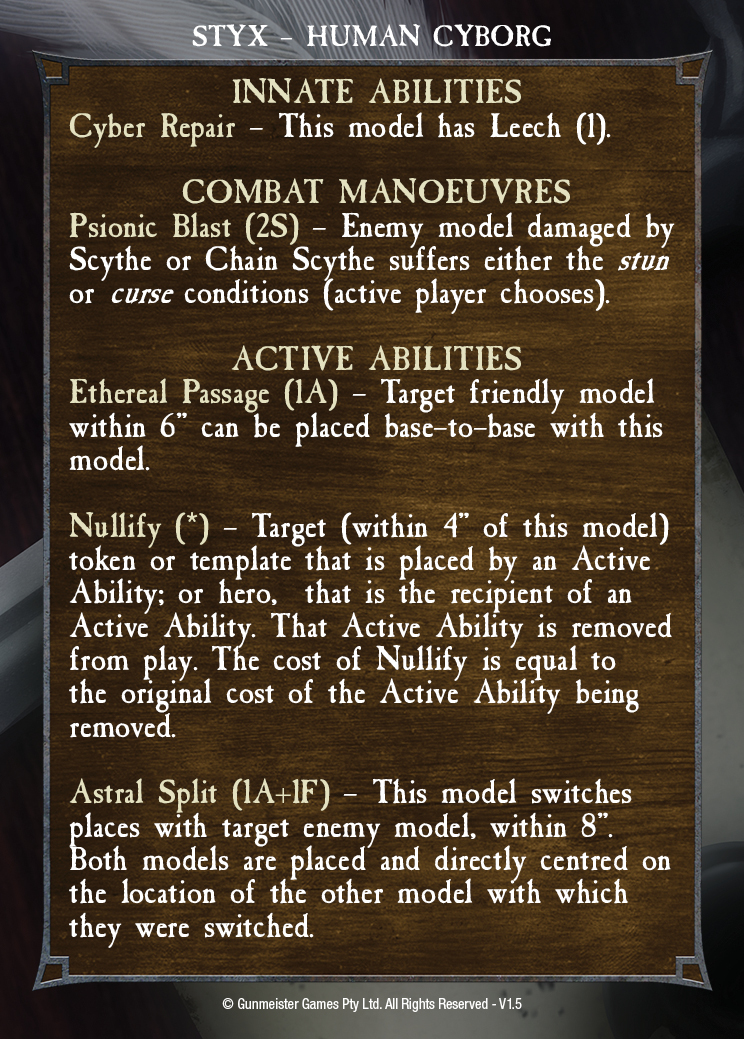 STYX – HUMAN CYBORG
INNATE ABILITIES
Cyber Repair – This model has Leech (1).
COMBAT MANOEUVRES
Psionic Blast (2S) – Enemy model damaged by
Scythe or Chain Scythe suffers either the stun
or curse conditions (active player chooses).
ACTIVE ABILITIES
Ethereal Passage (1A) – Target friendly model
within 6” can be placed base-to-base with this
model.
Nullify (*) – Target (within 4” of this model)
token or template that is placed by an Active
Ability; or hero, that is the recipient of an
Active Ability. That Active Ability is removed
from play. The cost of Nullify is equal to
the original cost of the Active Ability being
removed.
Astral Split (1A+1F) – This model switches
places with target enemy model, within 8”.
Both models are placed and directly centred on
the location of the other model with which
they were switched.
© Gunmeister Games Pty Ltd. All Rights Reserved - V1.5